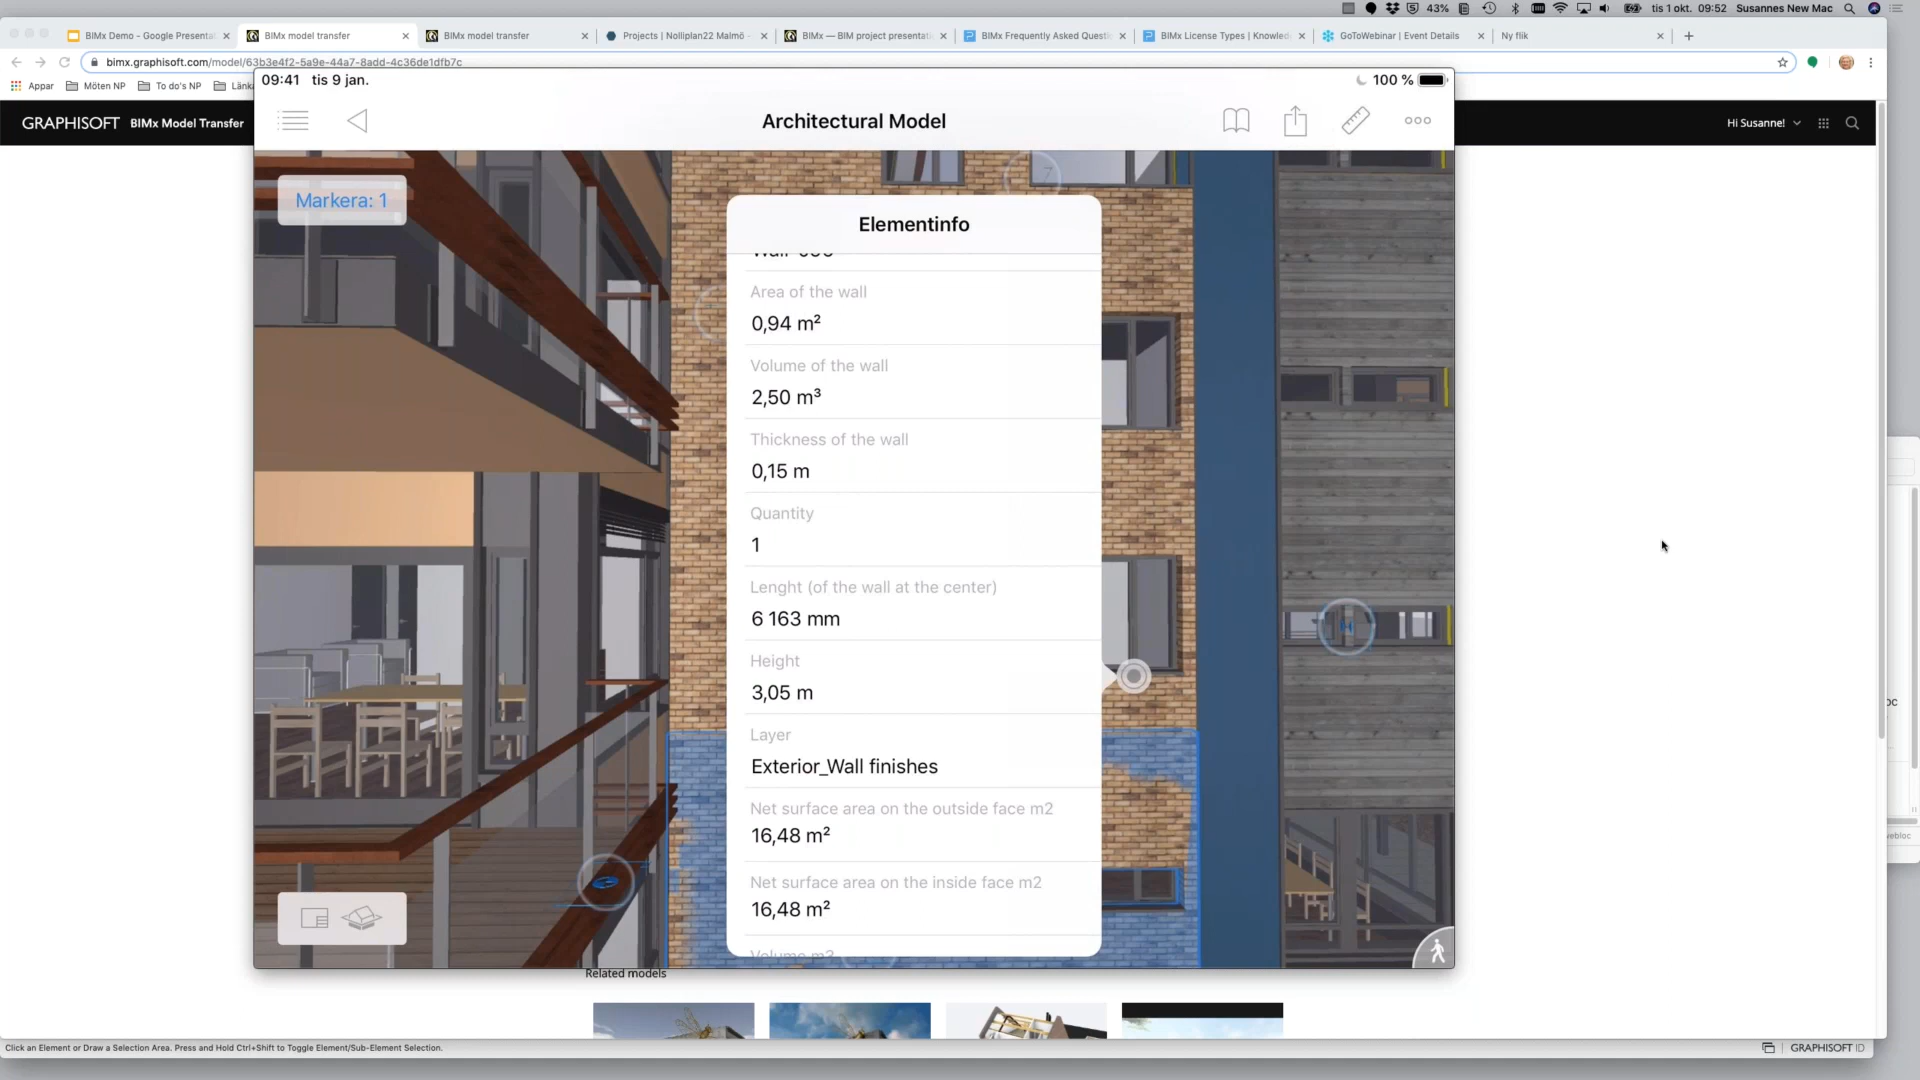 43%
tis 1 okt. 09:52
Susannes New Mac
BIMx Demo - Google Presentat
BIMx model transfer
BIMx model transfer
Projects | Nolliplan22 Malmö -
BIMx — BIM project presentatio
BIMx Frequently Asked Questi
BIMx License Types | Knowled
GoToWebinar | Event Details
Ny flik
bimx.graphisoft.com/model/63b3e4f2-5a9e-44a7-8add-4c36de1dfb7c
Appar
Möten NP
To do's NP
Länka
09:41 tis 9 jan.
100 %
GRAPHISOFT BIMx Model Transfer
Architectural Model
Hi Susanne!
Markera: 1
Elementinfo
Area of the wall
0,94 m²
Volume of the wall
2,50 m³
Thickness of the wall
0,15 m
Quantity
1
Lenght (of the wall at the center)
6 163 mm
Height
3,05 m
Layer
Exterior_Wall finishes
Net surface area on the outside face m2
16,48 m²
Net surface area on the inside face m2
16,48 m²
Volume m3
Related models
Click an Element or Draw a Selection Area. Press and Hold Ctrl+Shift to Toggle Element/Sub-Element Selection.
GRAPHISOFT ID